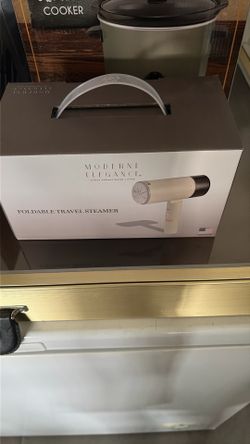 COOKER
MODERNE
ELEGANCE
FOLDABLE TRAVEL STEAMER